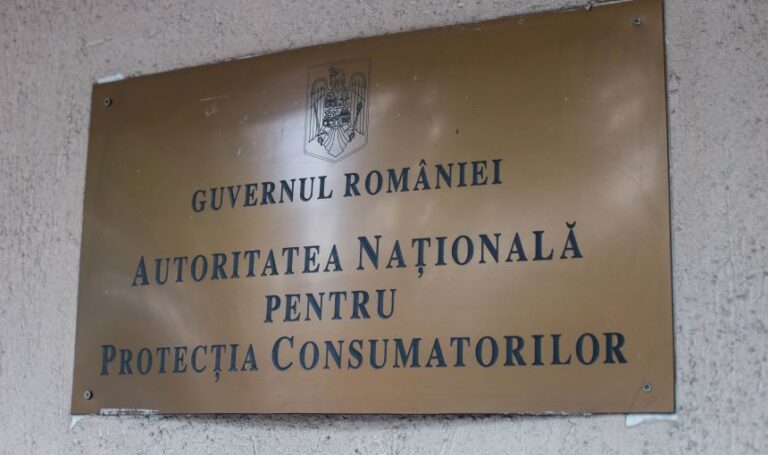 GUVERNUL ROMÂNIEI
AUTORITATEA NAȚIONALĂ
PENTRU
PROTECȚIA CONSUMATORILOR